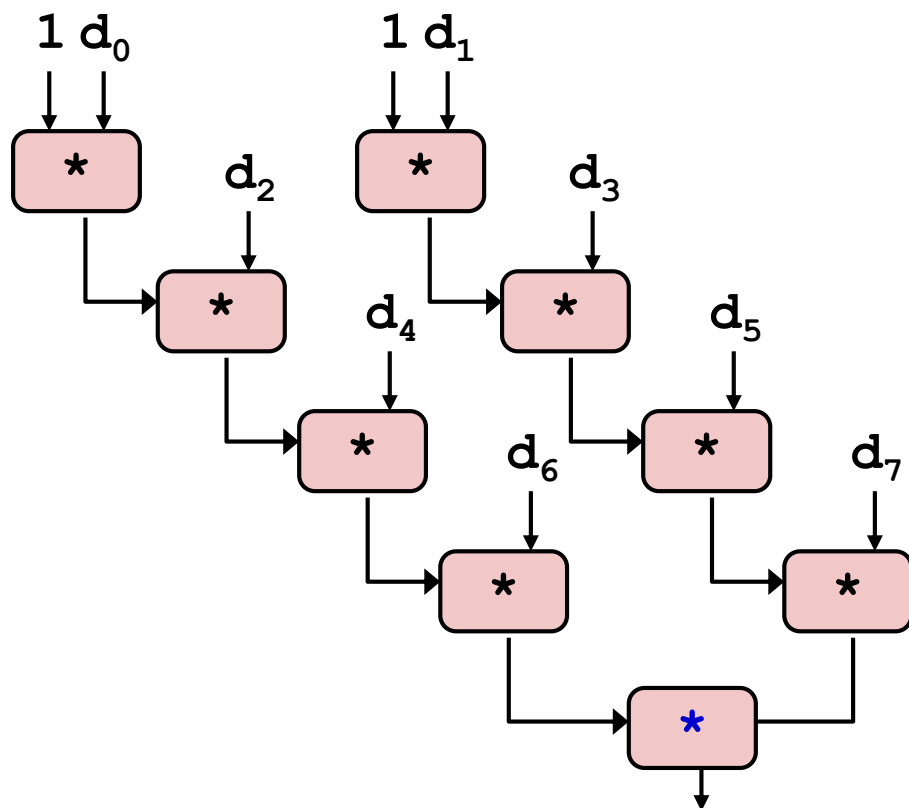 1 d₀ 1 d₁
* *
d₂ d₃
* *
d₄ d₅
* *
d₆ d₇
* *
*